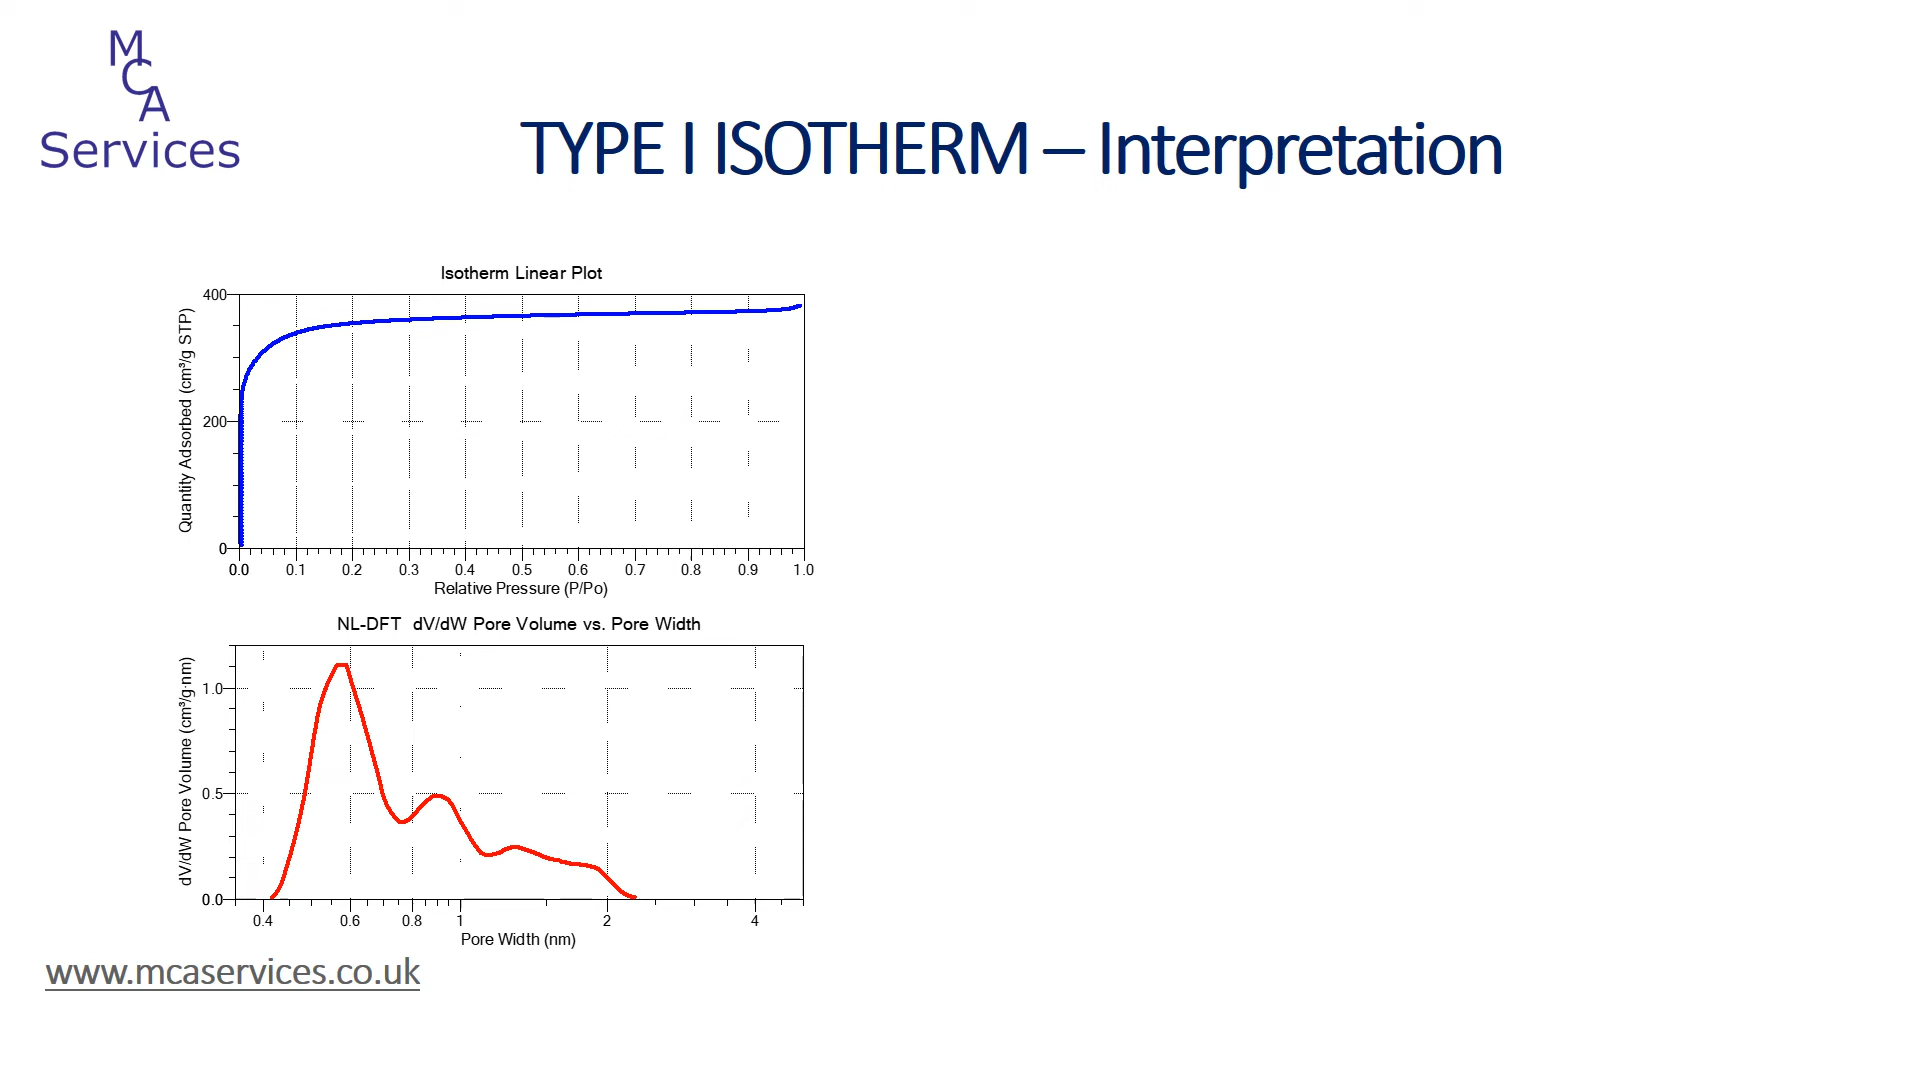 M
C
A
Services
TYPE I ISOTHERM – Interpretation
Isotherm Linear Plot
Quantity Adsorbed (cm³/g STP)
400
200
0
0.0 0.1 0.2 0.3 0.4 0.5 0.6 0.7 0.8 0.9 1.0
Relative Pressure (P/Po)
NL-DFT dV/dW Pore Volume vs. Pore Width
dV/dW Pore Volume (cm³/g·nm)
1.0
0.5
0.0
0.4 0.6 0.8 1 2 4
Pore Width (nm)
www.mcaservices.co.uk